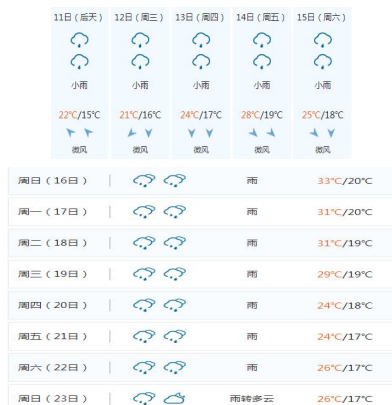 11日（后天） 12日（周三） 13日（周四） 14日（周五） 15日（周六）
小雨 小雨 小雨 小雨 小雨
22℃/15℃ 21℃/16℃ 24℃/17℃ 28℃/19℃ 25℃/18℃
微风 微风 微风 微风 微风
周日（16日） 雨 33℃/20℃
周一（17日） 雨 31℃/20℃
周二（18日） 雨 31℃/19℃
周三（19日） 雨 29℃/19℃
周四（20日） 雨 24℃/18℃
周五（21日） 雨 24℃/17℃
周六（22日） 雨 26℃/17℃
周日（23日） 雨转多云 26℃/17℃